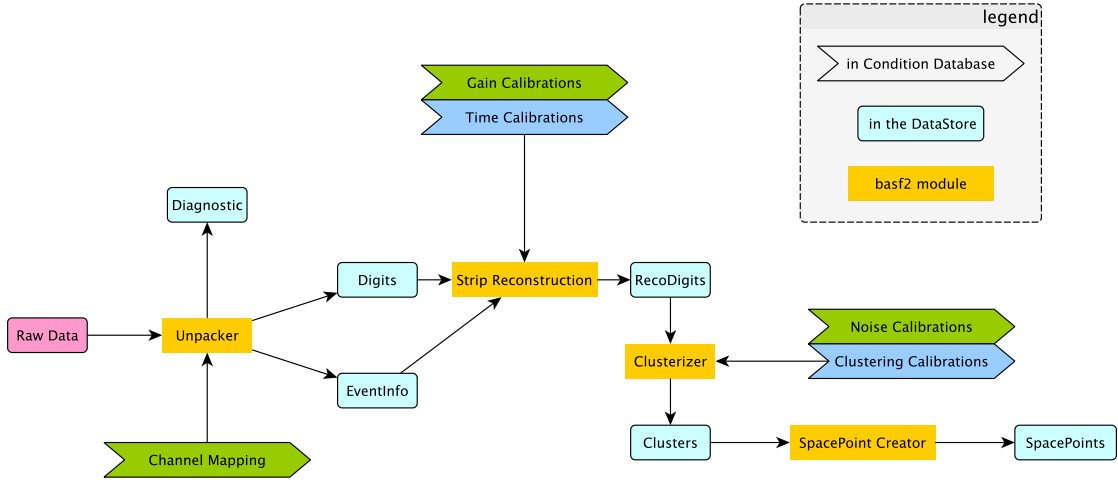 legend
in Condition Database
in the DataStore
basf2 module
Gain Calibrations
Time Calibrations
Diagnostic
Digits
Strip Reconstruction
RecoDigits
Raw Data
Unpacker
Noise Calibrations
Clusterizer
Clustering Calibrations
EventInfo
Clusters
SpacePoint Creator
SpacePoints
Channel Mapping